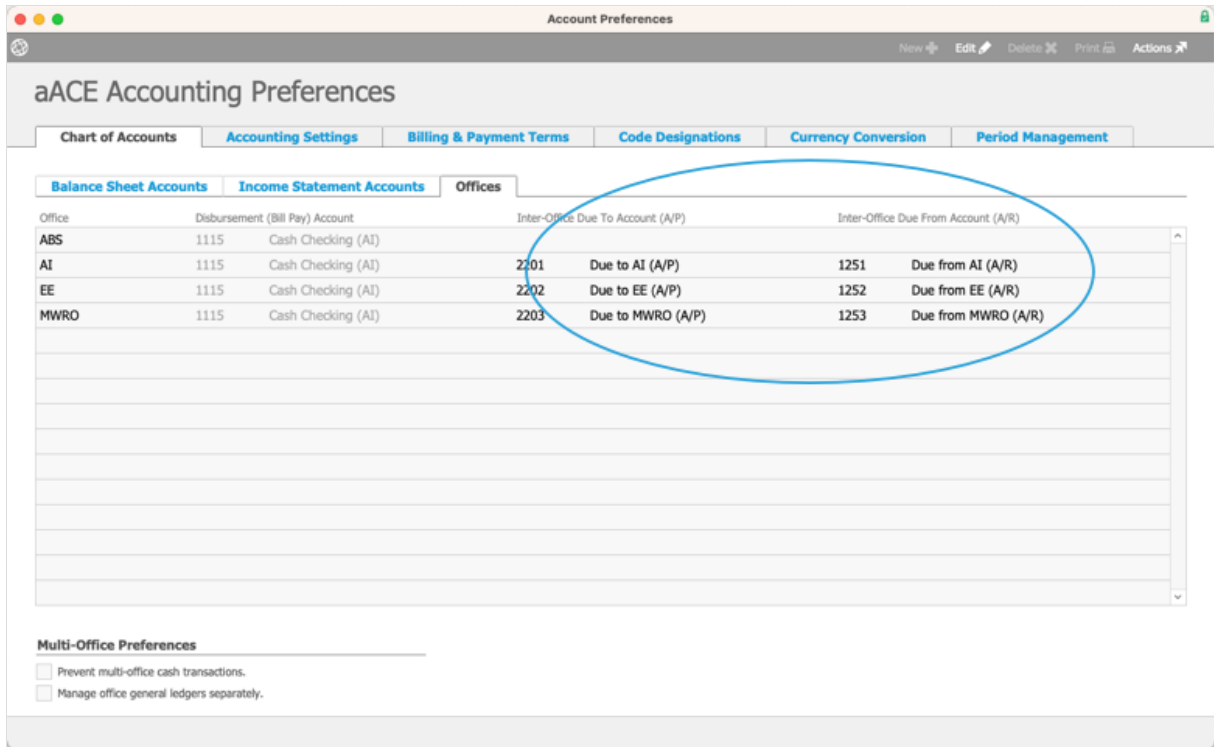 Account Preferences
New Edit Delete Print Actions
aACE Accounting Preferences
Chart of Accounts Accounting Settings Billing & Payment Terms Code Designations Currency Conversion Period Management
Balance Sheet Accounts Income Statement Accounts Offices
Office Disbursement (Bill Pay) Account Inter-Office Due To Account (A/P) Inter-Office Due From Account (A/R)
ABS 1115 Cash Checking (AI)
AI 1115 Cash Checking (AI) 2201 Due to AI (A/P) 1251 Due from AI (A/R)
EE 1115 Cash Checking (AI) 2202 Due to EE (A/P) 1252 Due from EE (A/R)
MWRO 1115 Cash Checking (AI) 2203 Due to MWRO (A/P) 1253 Due from MWRO (A/R)
Multi-Office Preferences
Prevent multi-office cash transactions.
Manage office general ledgers separately.